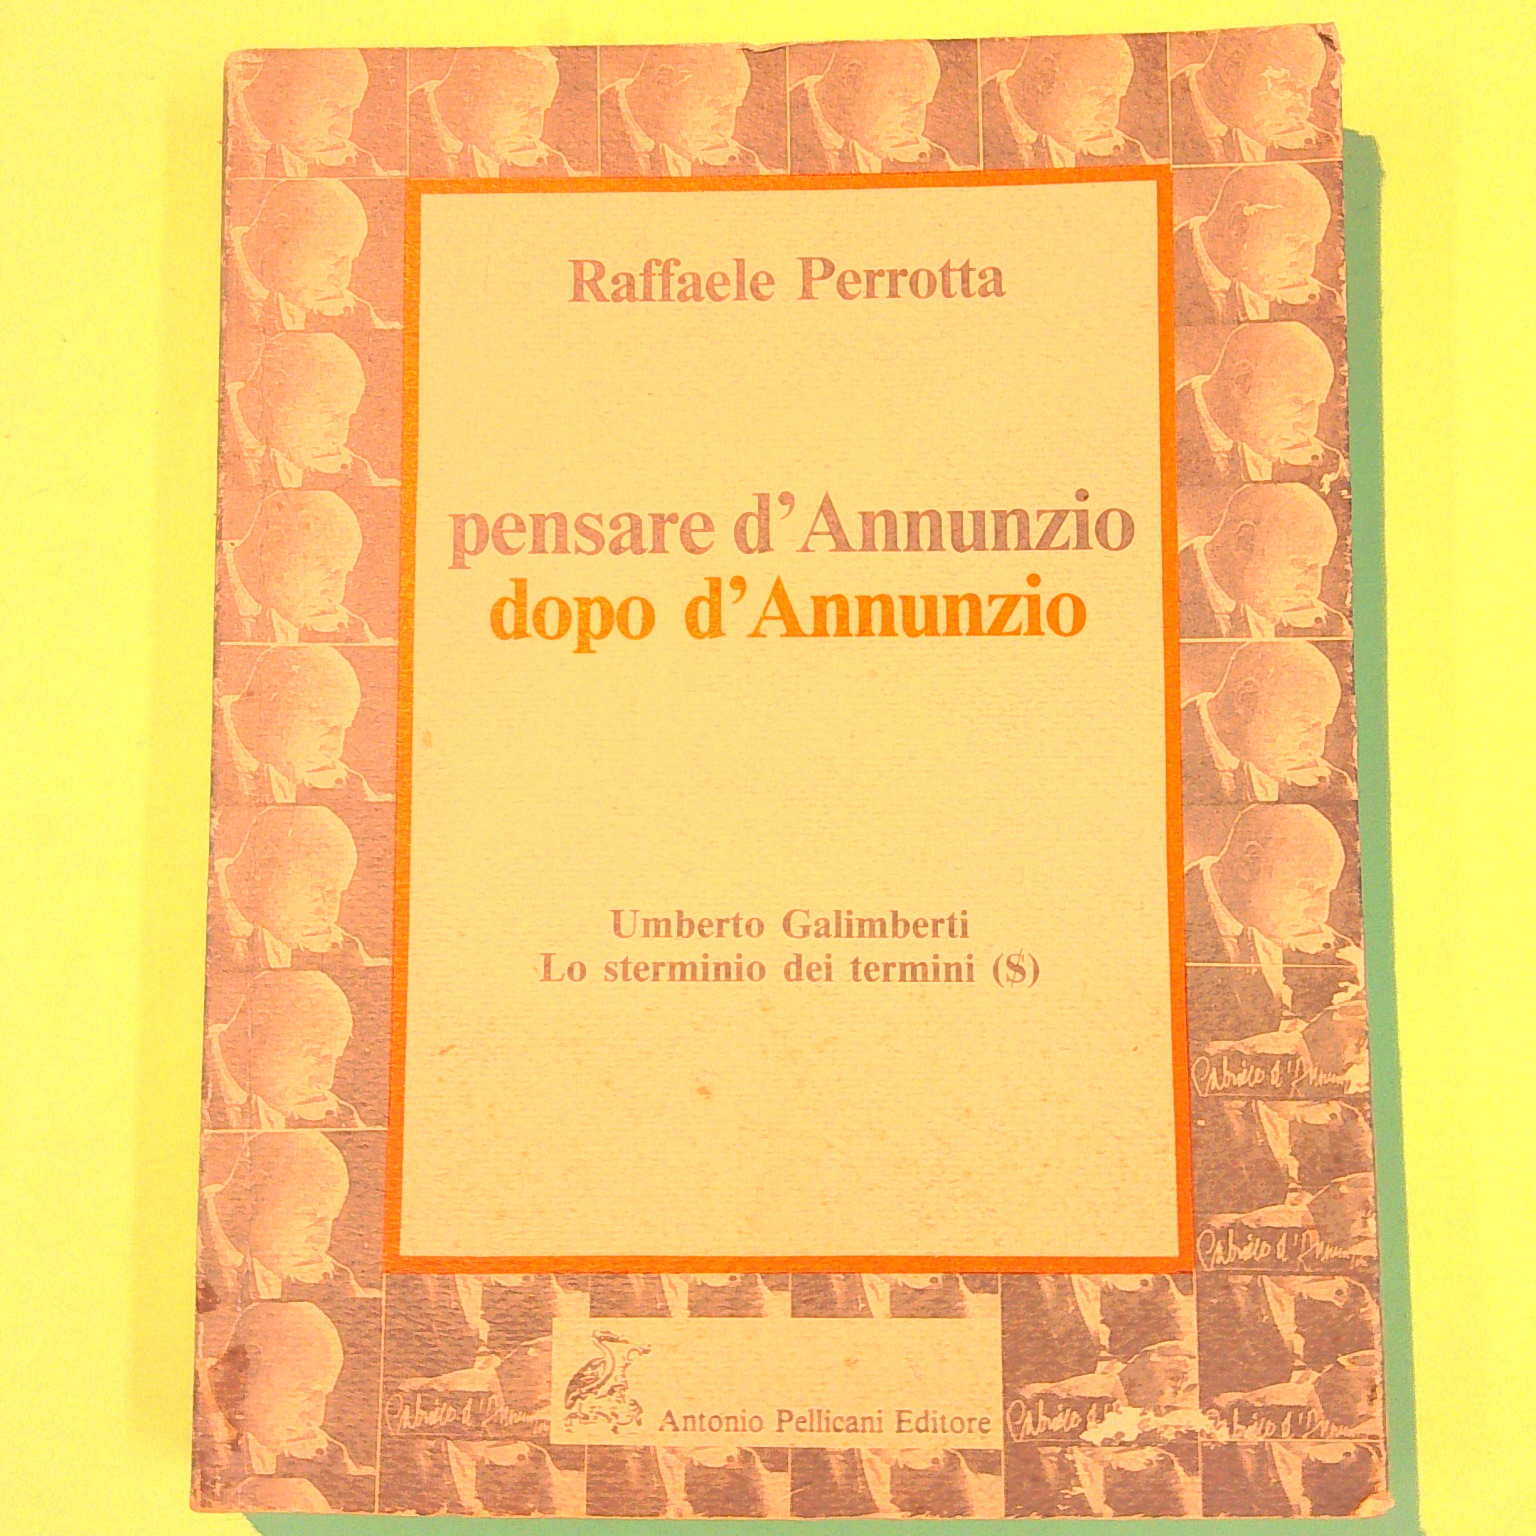 Raffaele Perrotta
pensare d'Annunzio
dopo d'Annunzio
Umberto Galimberti
Lo sterminio dei termini ($)
Antonio Pellicani Editore